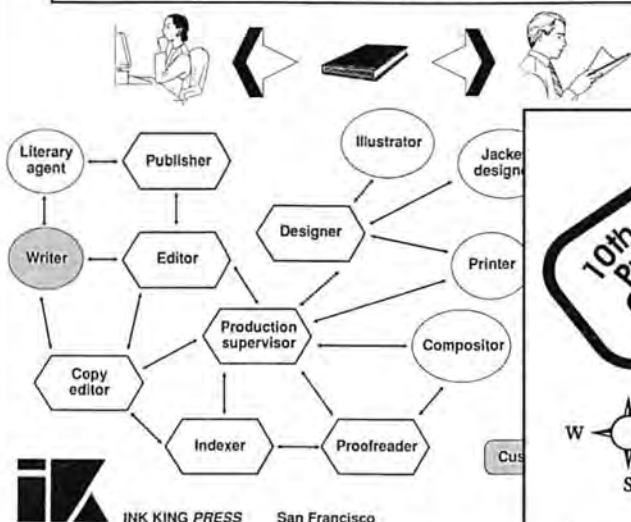 Literary
agent
Publisher
Illustrator
Designer
Writer
Editor
Printer
Production
supervisor
Compositor
Copy
editor
Indexer
Proofreader
10th
W
S
INK KING PRESS San Francisco